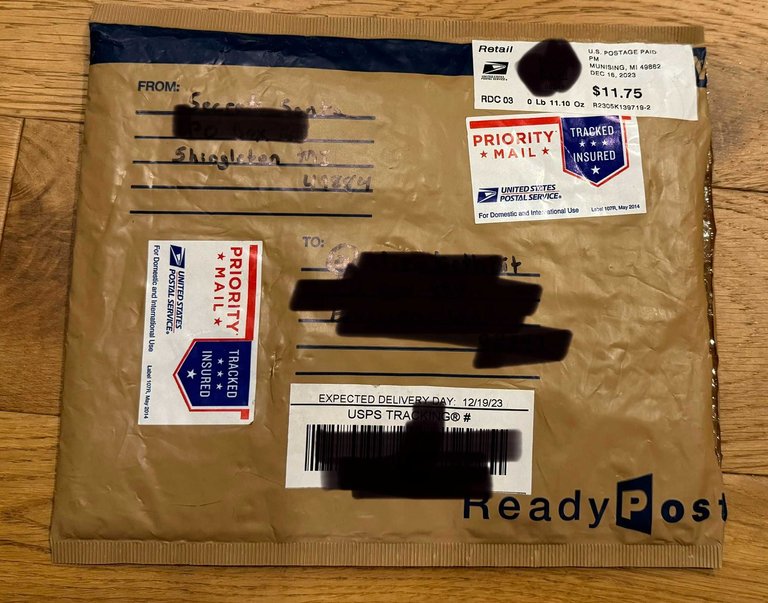 Retail
U.S. POSTAGE PAID
PM
MUNISING, MI 49862
DEC 16, 2023
$11.75
RDC 03 0 Lb 11.10 Oz R2305K139719-2
FROM:
Secret Santa
Shingleton MI
49884
PRIORITY
MAIL
TRACKED
INSURED
UNITED STATES
POSTAL SERVICE®
For Domestic and International Use Label 107R, May 2014
TO:
PRIORITY
MAIL
TRACKED
INSURED
UNITED STATES
POSTAL SERVICE®
For Domestic and International Use Label 107R, May 2014
EXPECTED DELIVERY DAY: 12/19/23
USPS TRACKING® #
ReadyPost